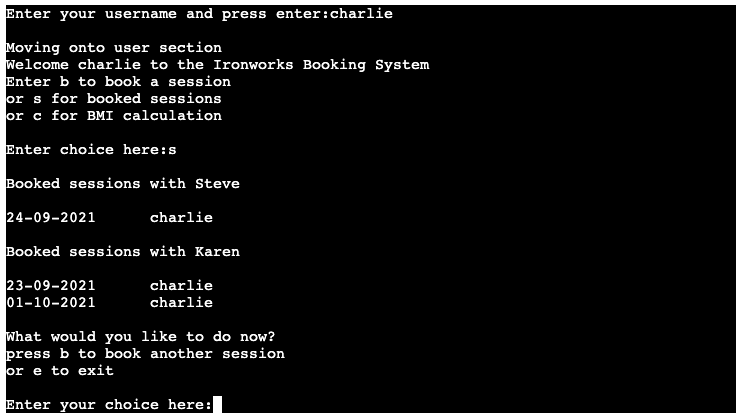 Enter your username and press enter:charlie
Moving onto user section
Welcome charlie to the Ironworks Booking System
Enter b to book a session
or s for booked sessions
or c for BMI calculation
Enter choice here:s
Booked sessions with Steve
24-09-2021      charlie
Booked sessions with Karen
23-09-2021      charlie
01-10-2021      charlie
What would you like to do now?
press b to book another session
or e to exit
Enter your choice here: